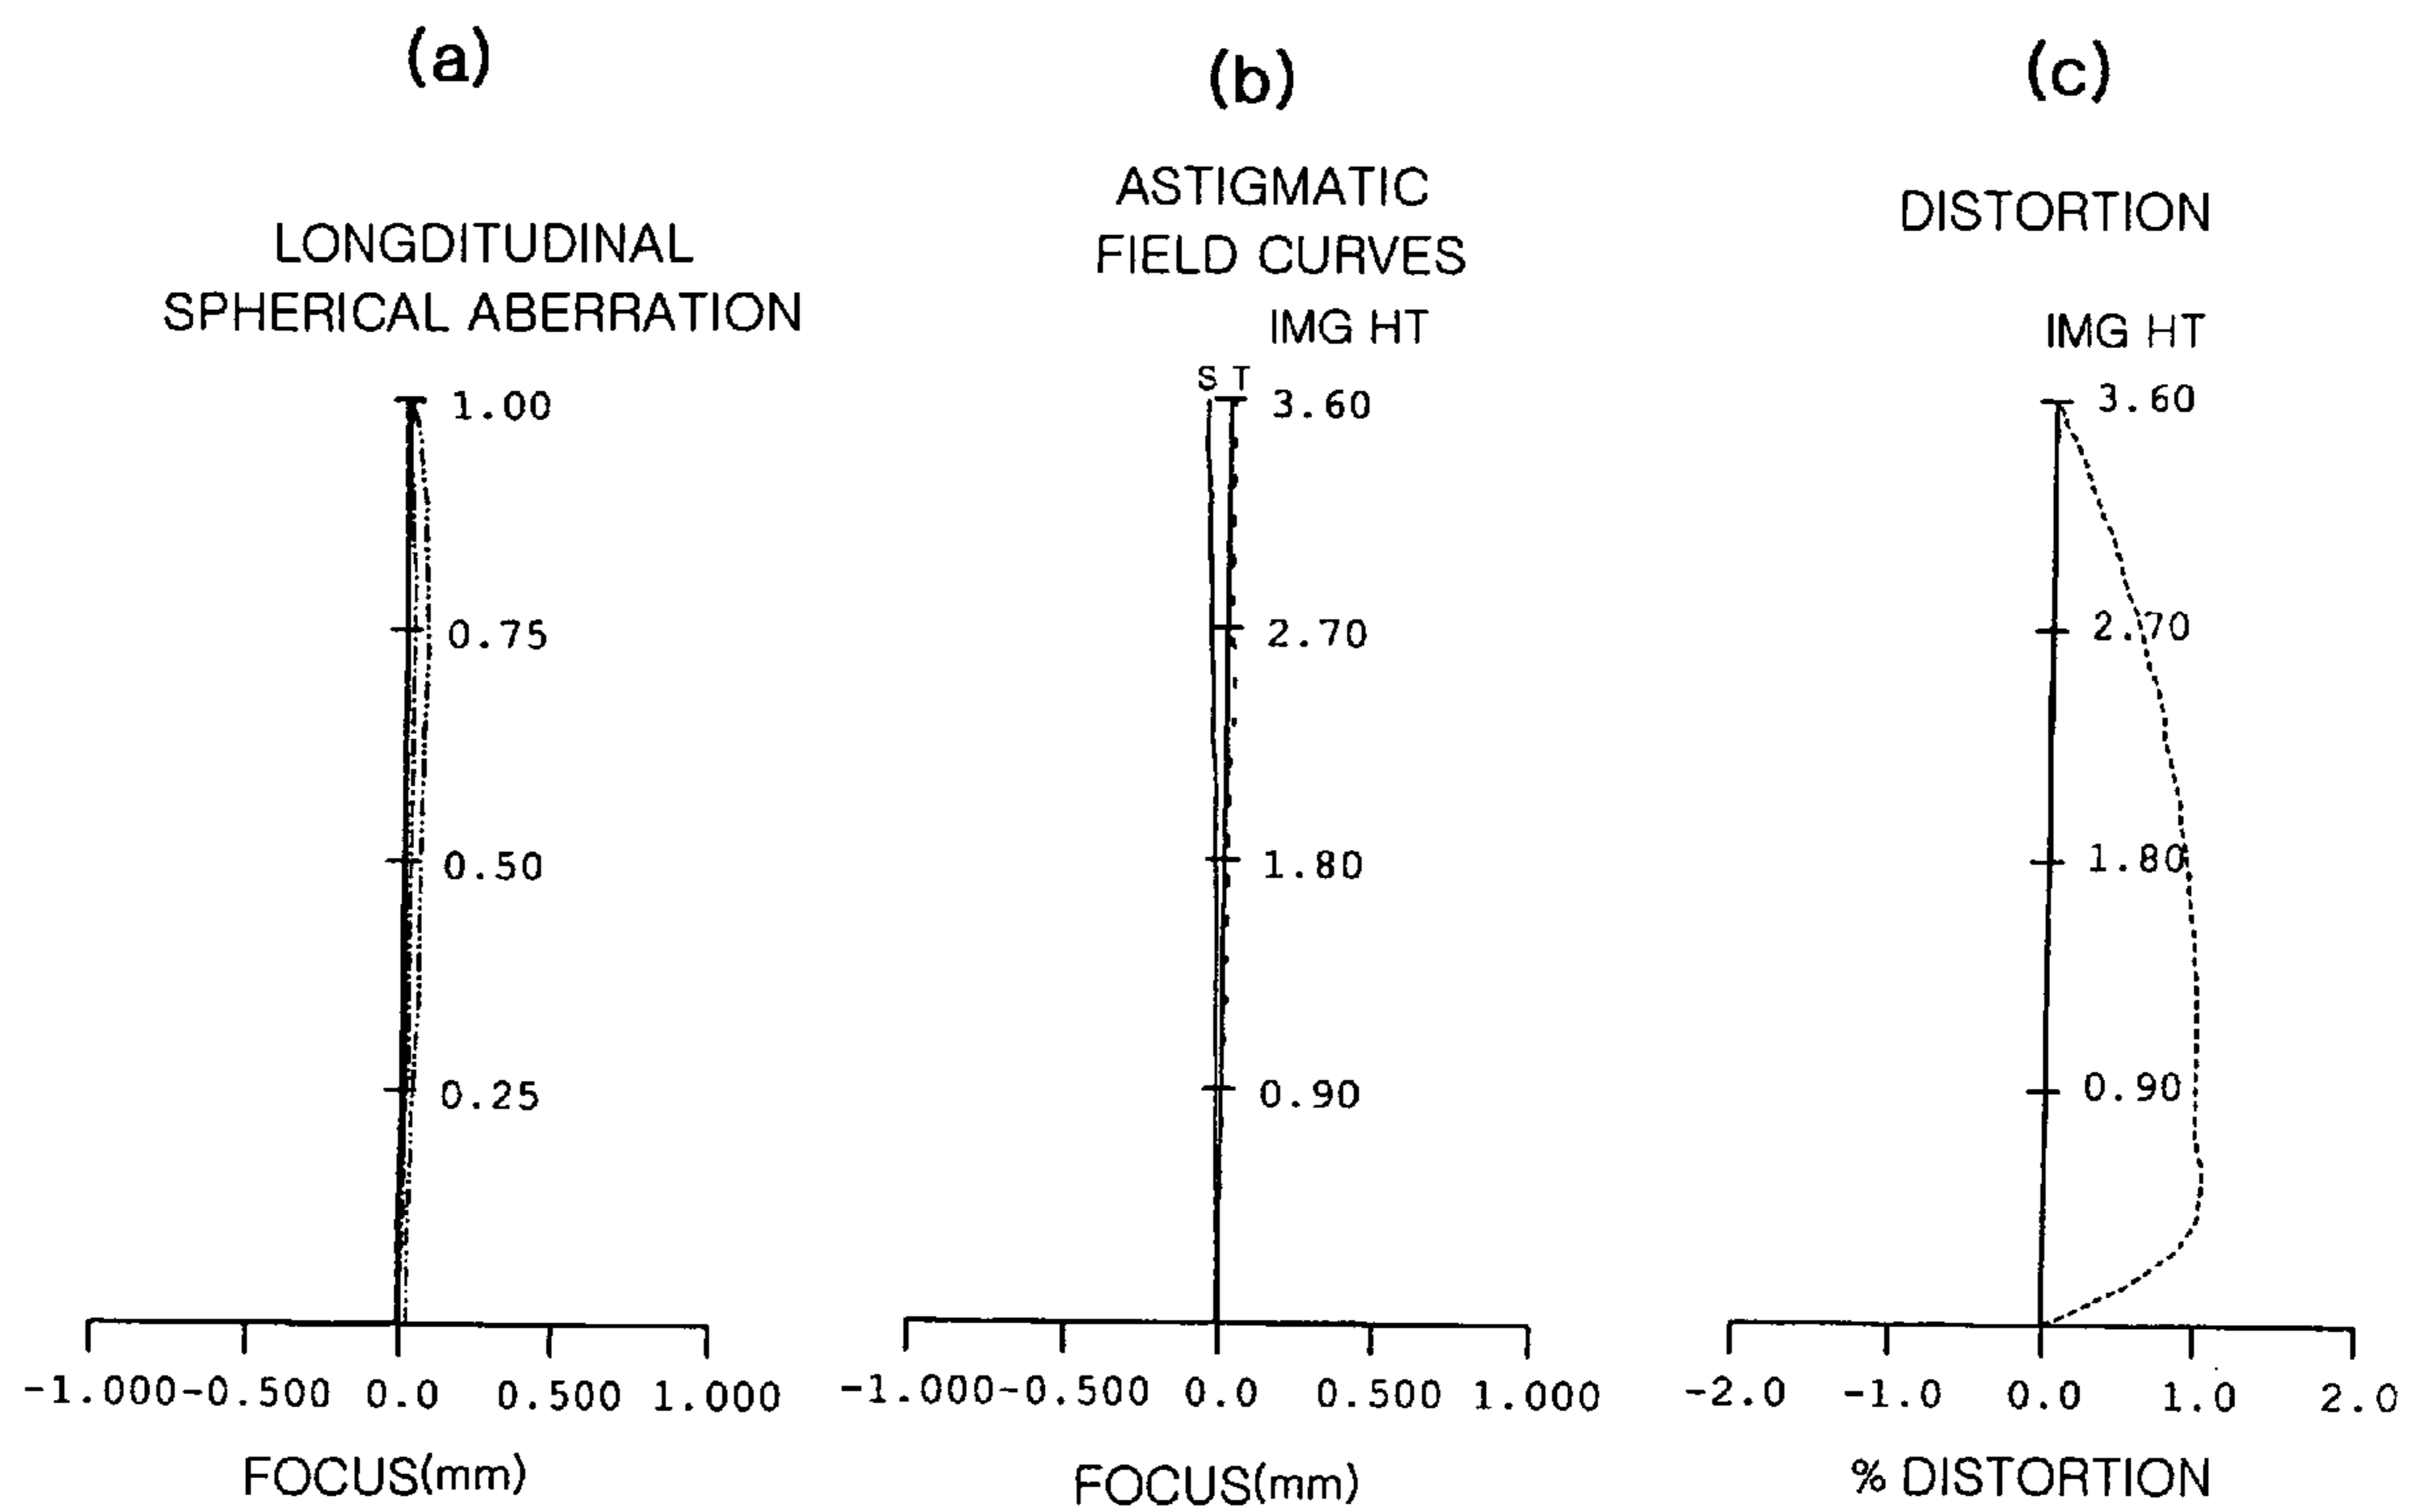 (a)
LONGDITUDINAL
SPHERICAL ABERRATION
1.00
0.75
0.50
0.25
-1.000-0.500 0.0 0.500 1.000
FOCUS(mm)
(b)
ASTIGMATIC
FIELD CURVES
IMG HT
S T
3.60
2.70
1.80
0.90
-1.000-0.500 0.0 0.500 1.000
FOCUS(mm)
(c)
DISTORTION
IMG HT
3.60
2.70
1.80
0.90
-2.0 -1.0 0.0 1.0 2.0
% DISTORTION